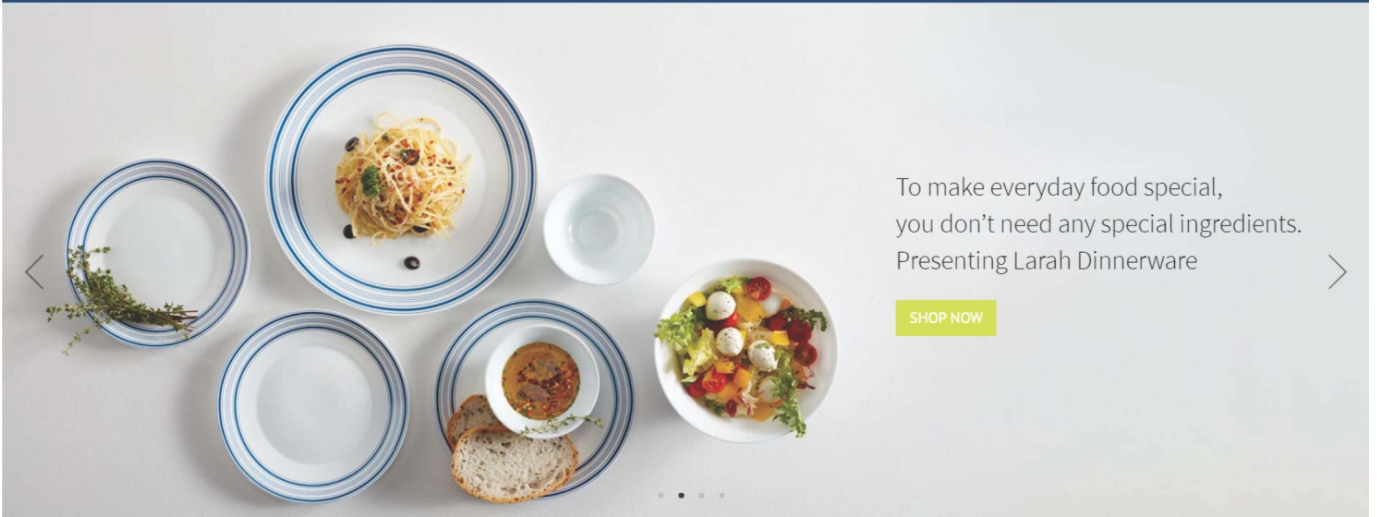 To make everyday food special,
you don't need any special ingredients.
Presenting Larah Dinnerware
SHOP NOW